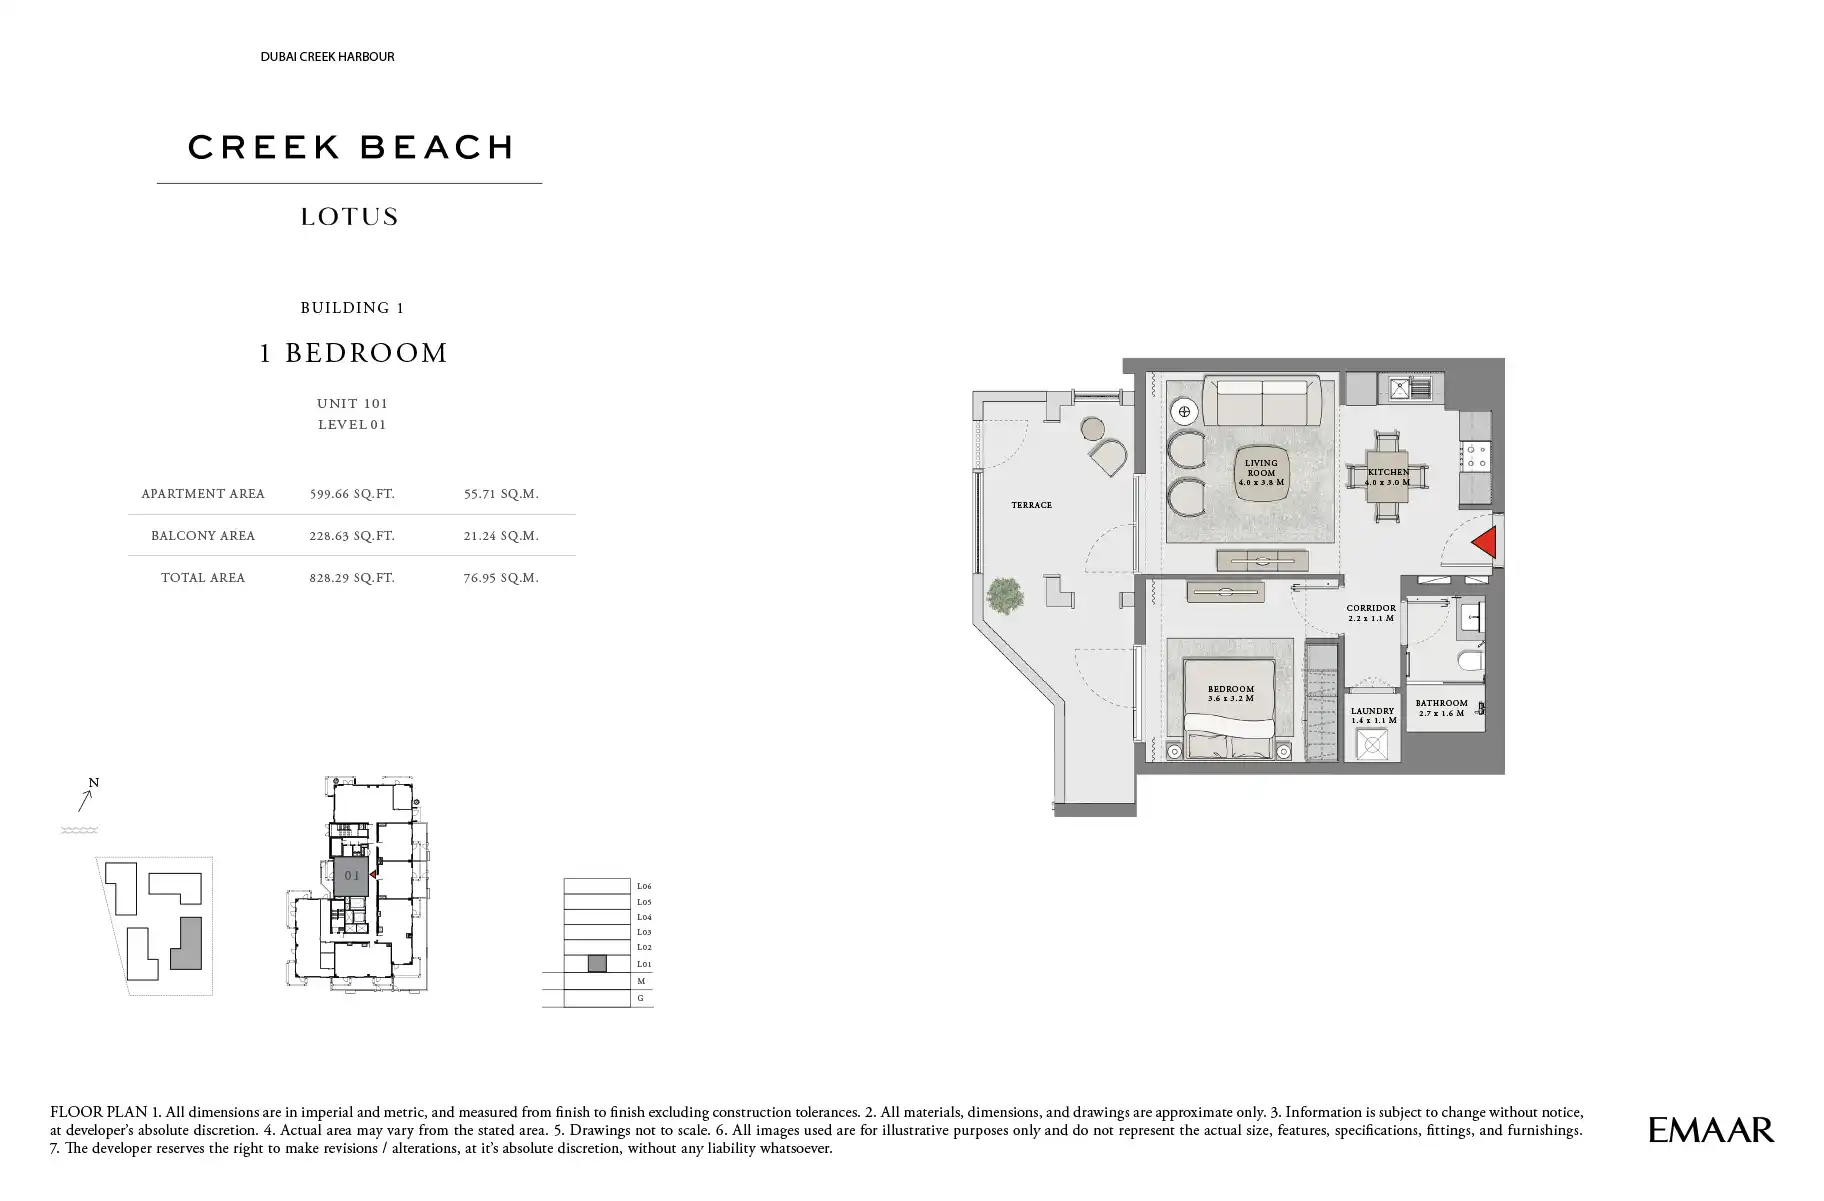 DUBAI CREEK HARBOUR
CREEK BEACH
LOTUS
BUILDING 1
1 BEDROOM
UNIT 101
LEVEL 01
APARTMENT AREA 599.66 SQ.FT. 55.71 SQ.M.
BALCONY AREA 228.63 SQ.FT. 21.24 SQ.M.
TOTAL AREA 828.29 SQ.FT. 76.95 SQ.M.
N
01
L06
L05
L04
L03
L02
L01
M
G
TERRACE
LIVING
ROOM
4.0 x 3.8 M
KITCHEN
4.0 x 3.0 M
CORRIDOR
2.2 x 1.1 M
BEDROOM
3.6 x 3.2 M
LAUNDRY
1.4 x 1.1 M
BATHROOM
2.7 x 1.6 M
FLOOR PLAN 1. All dimensions are in imperial and metric, and measured from finish to finish excluding construction tolerances. 2. All materials, dimensions, and drawings are approximate only. 3. Information is subject to change without notice,
at developer's absolute discretion. 4. Actual area may vary from the stated area. 5. Drawings not to scale. 6. All images used are for illustrative purposes only and do not represent the actual size, features, specifications, fittings, and furnishings.
7. The developer reserves the right to make revisions / alterations, at it's absolute discretion, without any liability whatsoever.
EMAAR